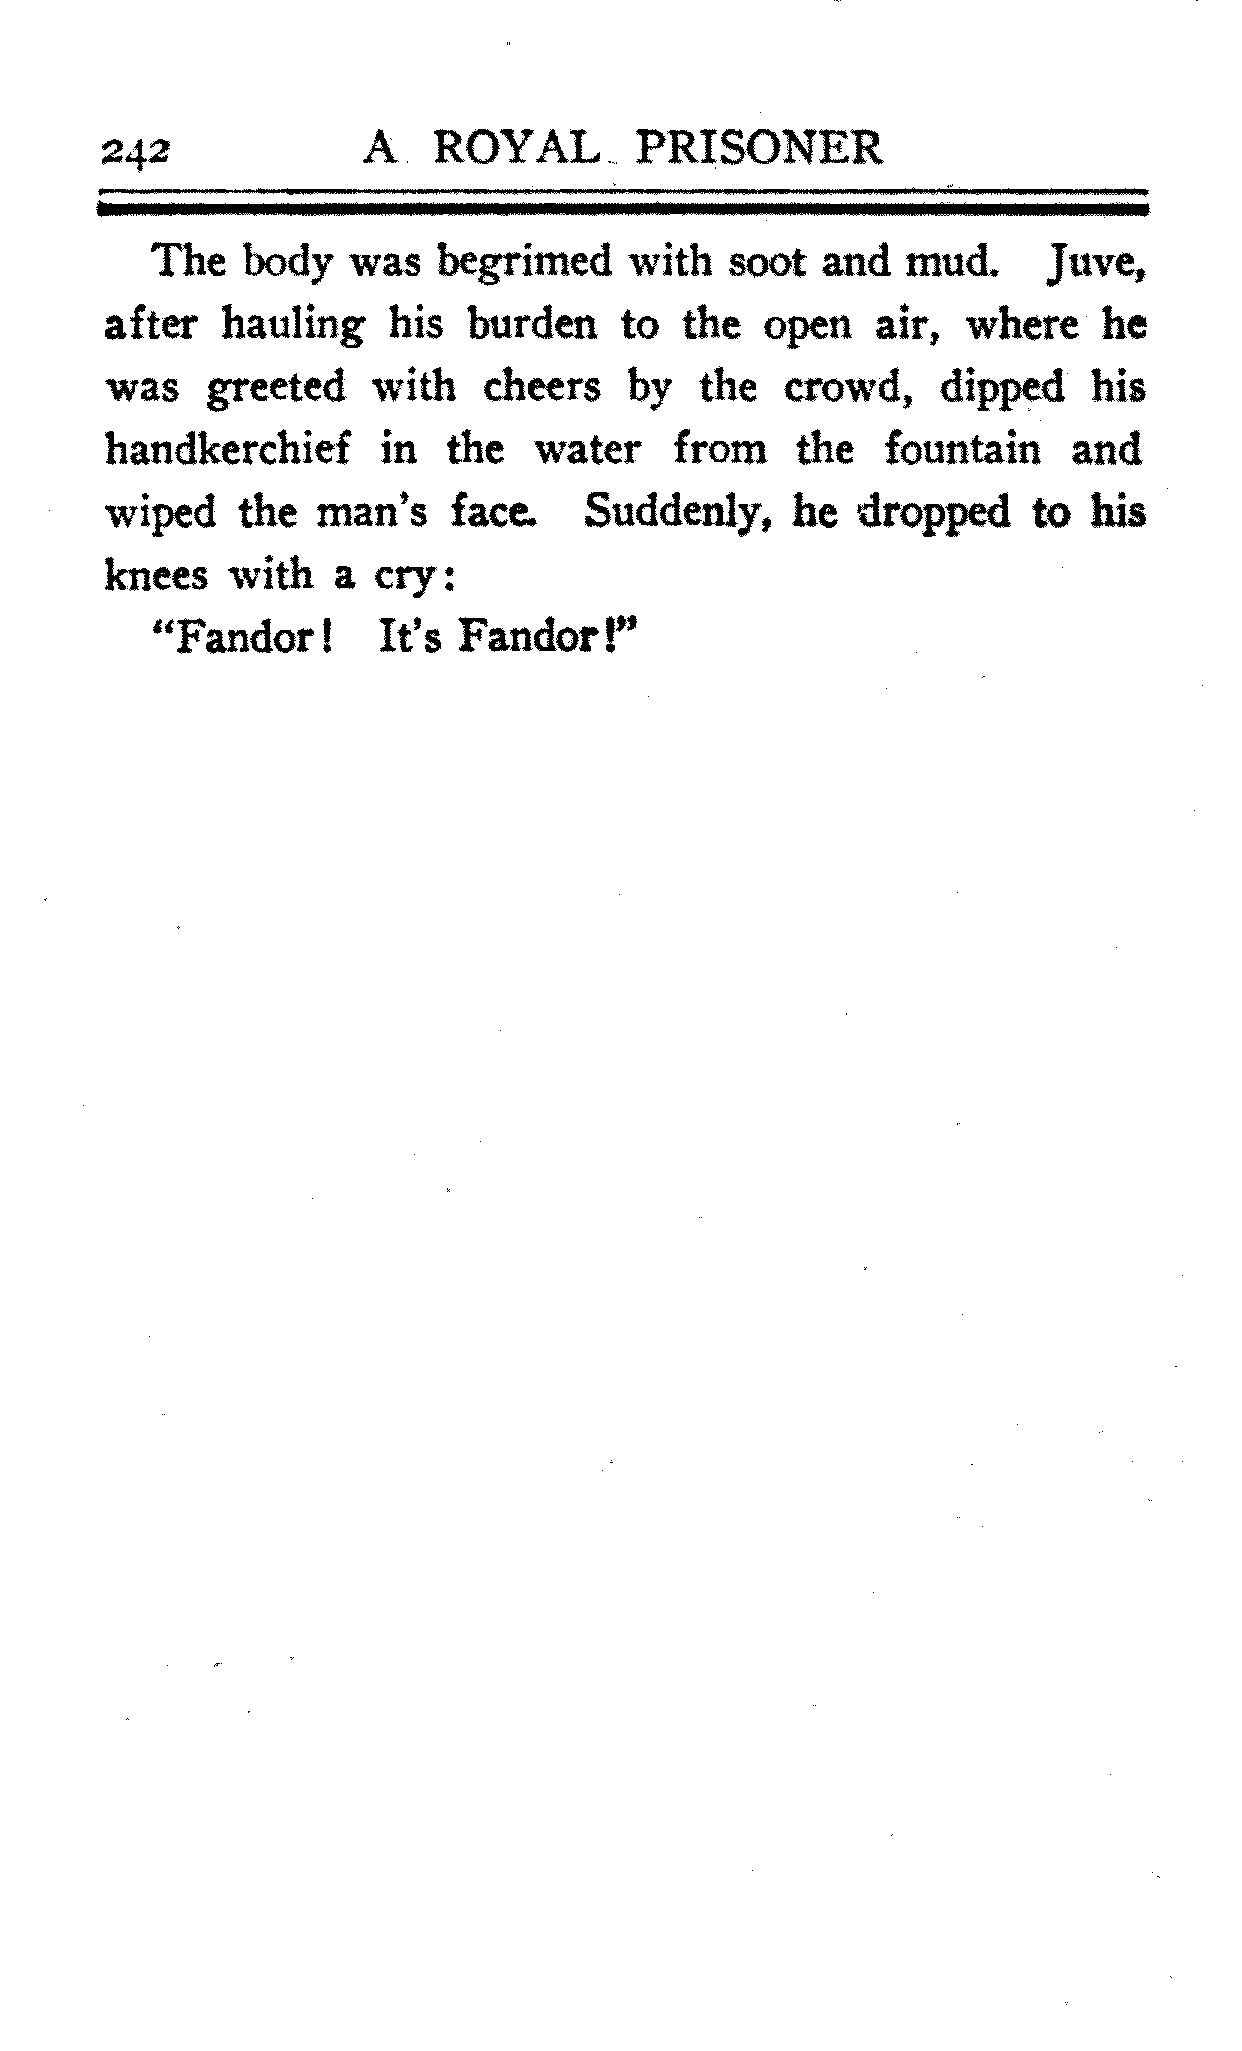 242 A ROYAL PRISONER
The body was begrimed with soot and mud. Juve,
after hauling his burden to the open air, where he
was greeted with cheers by the crowd, dipped his
handkerchief in the water from the fountain and
wiped the man's face. Suddenly, he dropped to his
knees with a cry:
"Fandor! It's Fandor!"